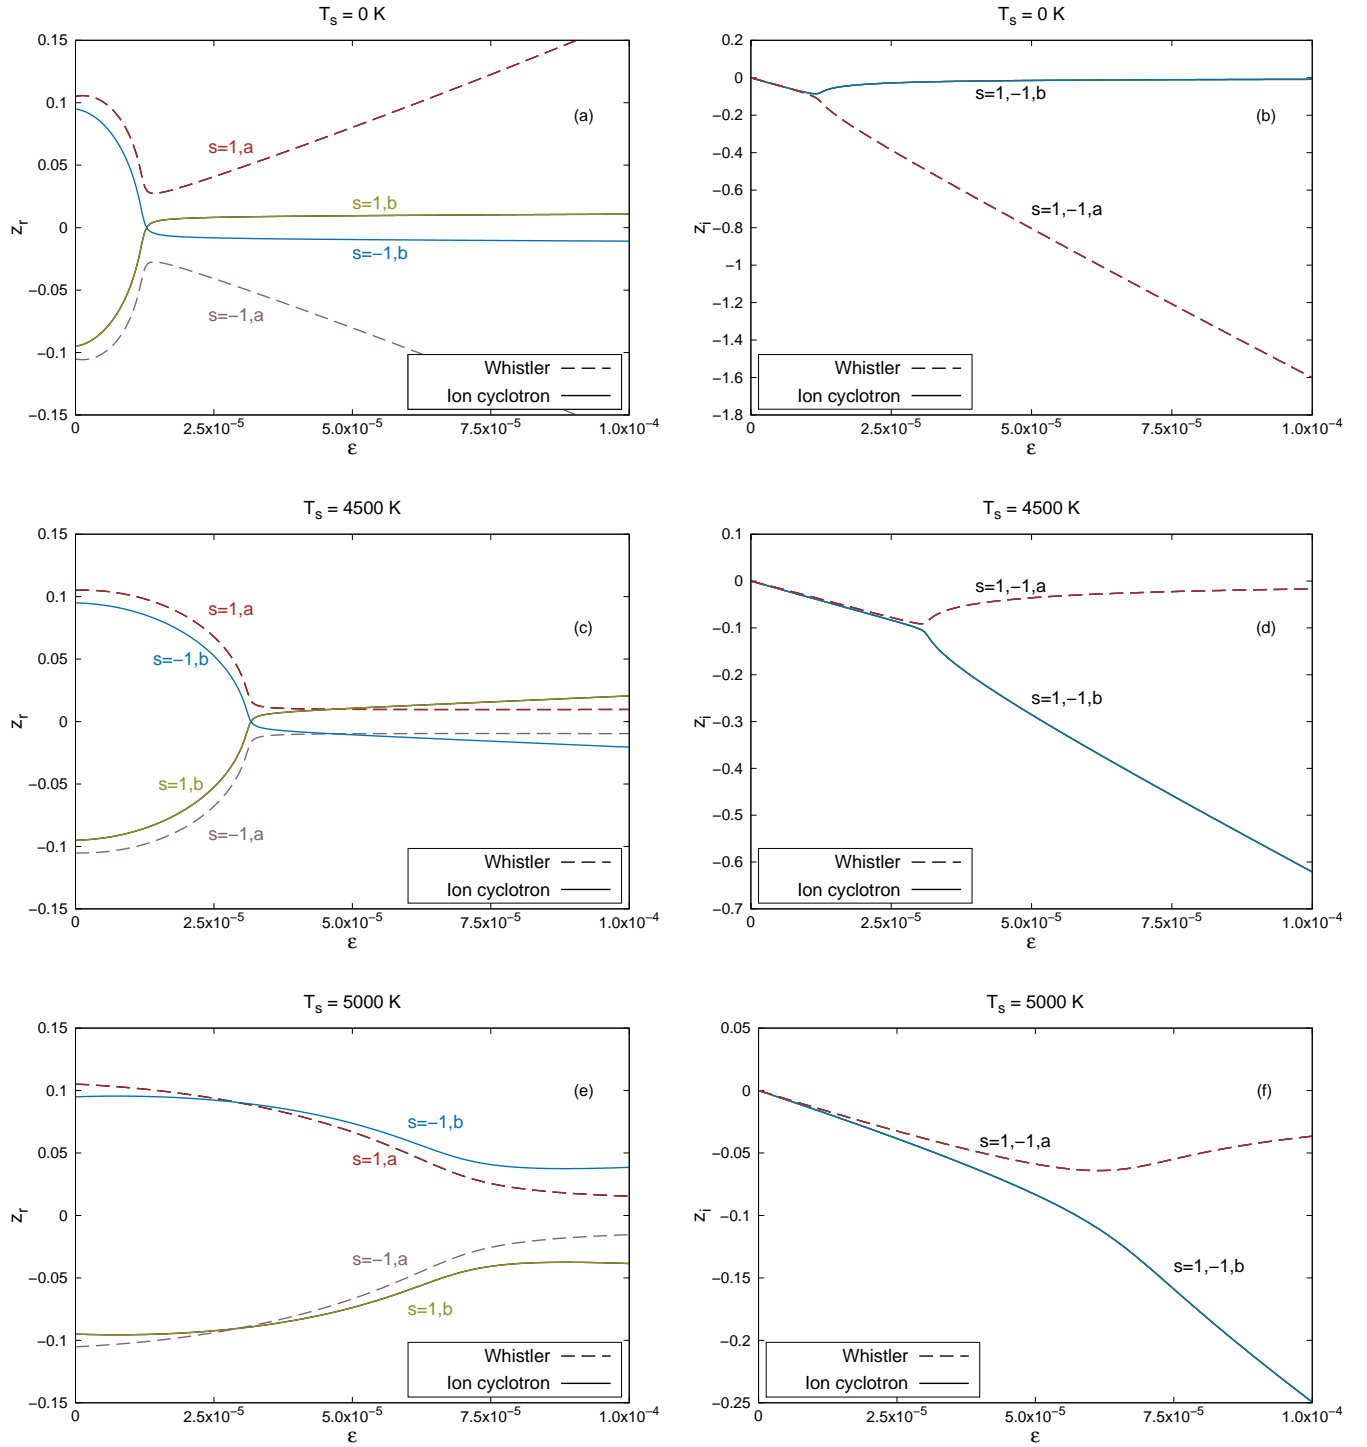 T_s = 0 K
0.15
0.1
0.05
0
−0.05
−0.1
−0.15
z_r
(a)
s=1,a
s=1,b
s=−1,b
s=−1,a
Whistler
Ion cyclotron
0 2.5x10^−5 5.0x10^−5 7.5x10^−5 1.0x10^−4
ε
T_s = 0 K
0.2
0
−0.2
−0.4
−0.6
−0.8
−1
−1.2
−1.4
−1.6
−1.8
z_i
(b)
s=1,−1,b
s=1,−1,a
Whistler
Ion cyclotron
0 2.5x10^−5 5.0x10^−5 7.5x10^−5 1.0x10^−4
ε
T_s = 4500 K
0.15
0.1
0.05
0
−0.05
−0.1
−0.15
z_r
(c)
s=1,a
s=−1,b
s=1,b
s=−1,a
Whistler
Ion cyclotron
0 2.5x10^−5 5.0x10^−5 7.5x10^−5 1.0x10^−4
ε
T_s = 4500 K
0.1
0
−0.1
−0.2
−0.3
−0.4
−0.5
−0.6
−0.7
z_i
(d)
s=1,−1,a
s=1,−1,b
Whistler
Ion cyclotron
0 2.5x10^−5 5.0x10^−5 7.5x10^−5 1.0x10^−4
ε
T_s = 5000 K
0.15
0.1
0.05
0
−0.05
−0.1
−0.15
z_r
(e)
s=−1,b
s=1,a
s=−1,a
s=1,b
Whistler
Ion cyclotron
0 2.5x10^−5 5.0x10^−5 7.5x10^−5 1.0x10^−4
ε
T_s = 5000 K
0.05
0
−0.05
−0.1
−0.15
−0.2
−0.25
z_i
(f)
s=1,−1,a
s=1,−1,b
Whistler
Ion cyclotron
0 2.5x10^−5 5.0x10^−5 7.5x10^−5 1.0x10^−4
ε